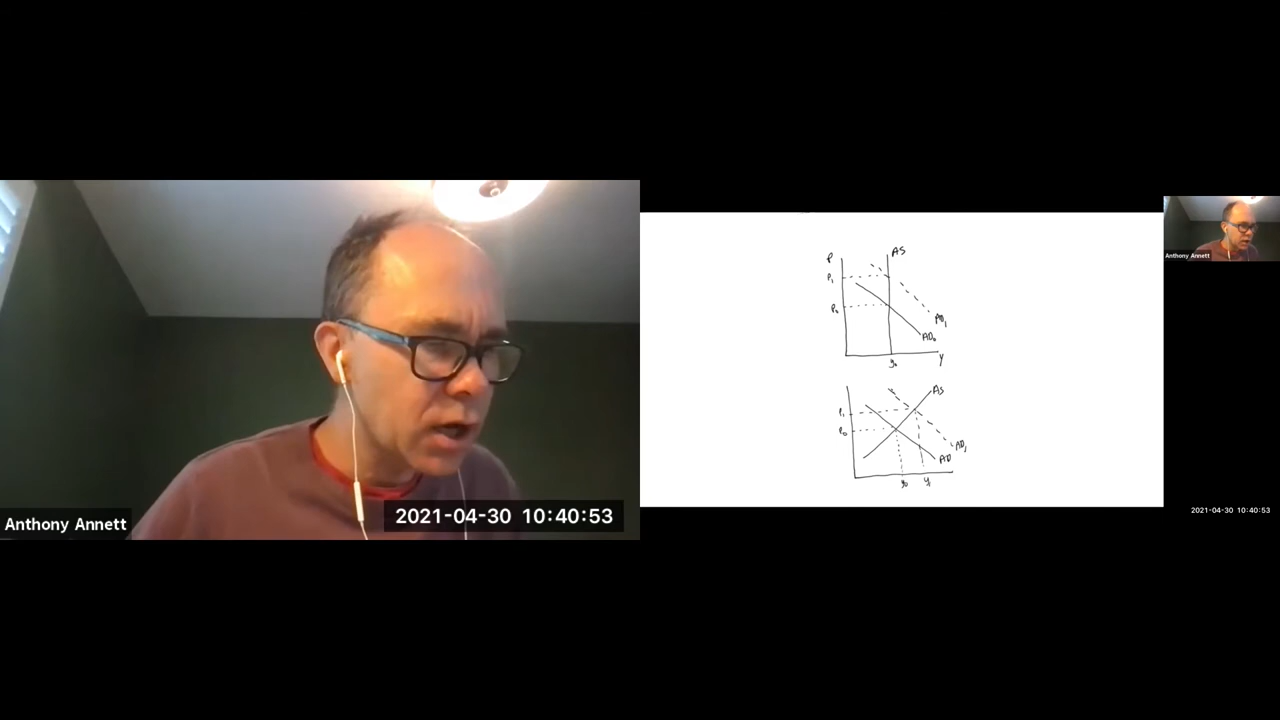 Anthony Annett
2021-04-30 10:40:53
P
AS
P₁
P₀
AD₁
AD₀
y₀
y
AS
P₁
P₀
AD₁
AD
y₀
y₁
Anthony Annett
2021-04-30 10:40:53